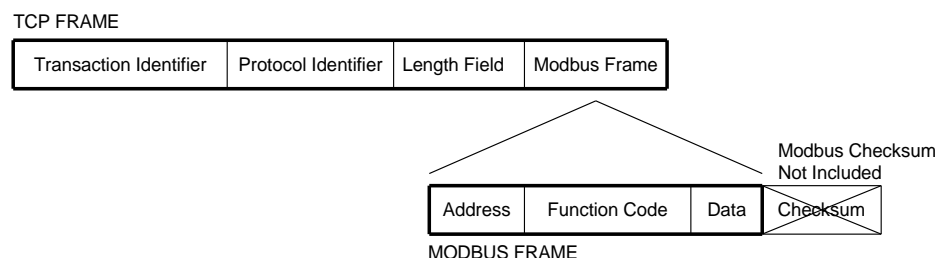 TCP FRAME
Transaction Identifier Protocol Identifier Length Field Modbus Frame
Modbus Checksum
Not Included
Address Function Code Data Checksum
MODBUS FRAME